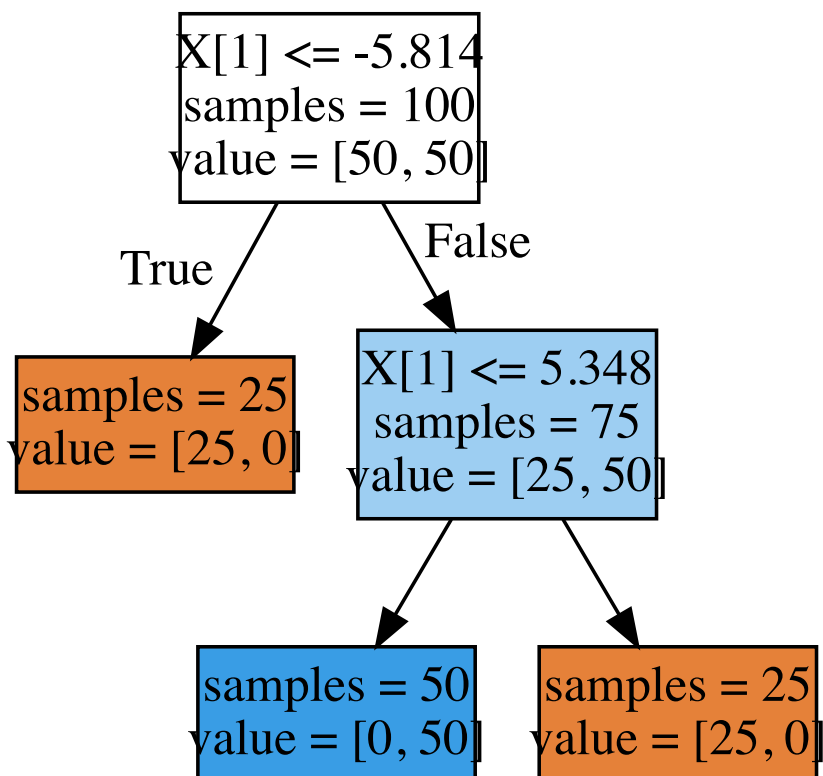 X[1] <= -5.814
samples = 100
value = [50, 50]
True
False
samples = 25
value = [25, 0]
X[1] <= 5.348
samples = 75
value = [25, 50]
samples = 50
value = [0, 50]
samples = 25
value = [25, 0]